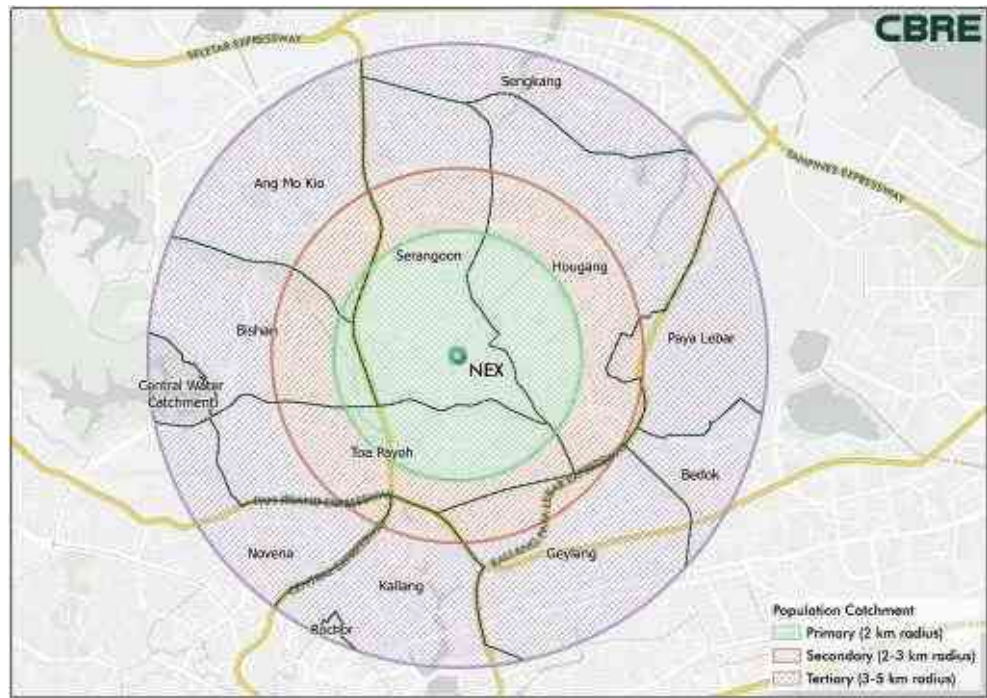 CBRE
SELETAR EXPRESSWAY
Sengkang
TAMPINES EXPRESSWAY
Ang Mo Kio
Serangoon
Hougang
Bishan
Paya Lebar
NEX
Central Water
Catchment
Toa Payoh
Bedok
Novena
Geylang
Kallang
Rochor
Population Catchment
Primary (2 km radius)
Secondary (2-3 km radius)
Tertiary (3-5 km radius)